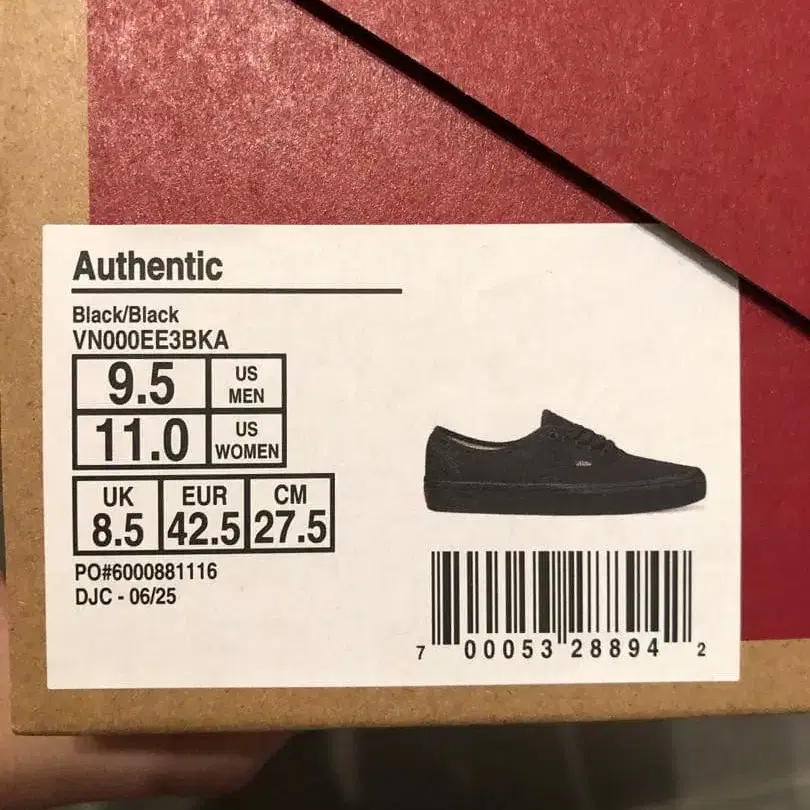 Authentic
Black/Black
VN000EE3BKA
9.5 US MEN
11.0 US WOMEN
UK EUR CM
8.5 42.5 27.5
PO#6000881116
DJC - 06/25
7 00053 28894 2